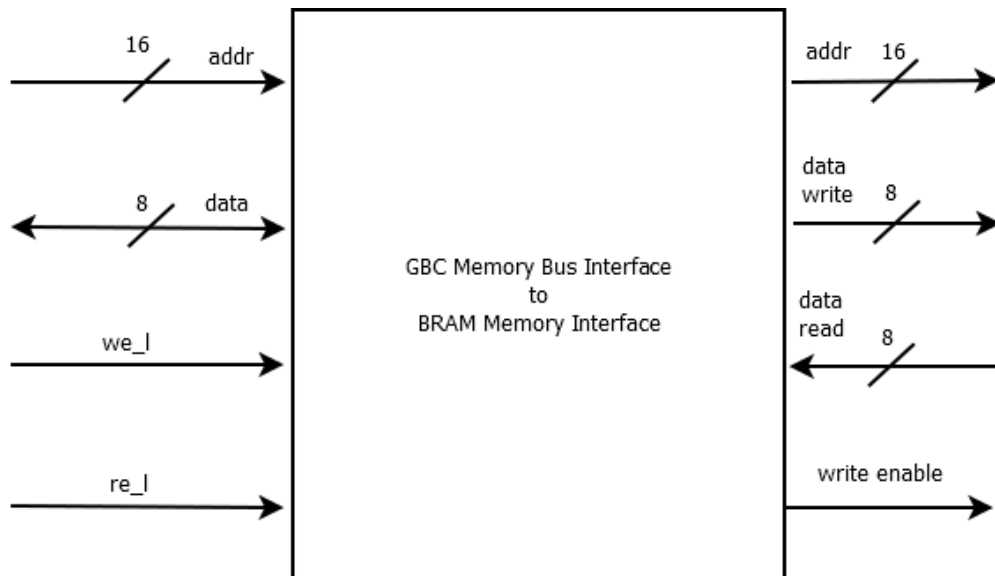 16
addr
8
data
we_l
re_l
GBC Memory Bus Interface
to
BRAM Memory Interface
addr
16
data
write
8
data
read
8
write enable